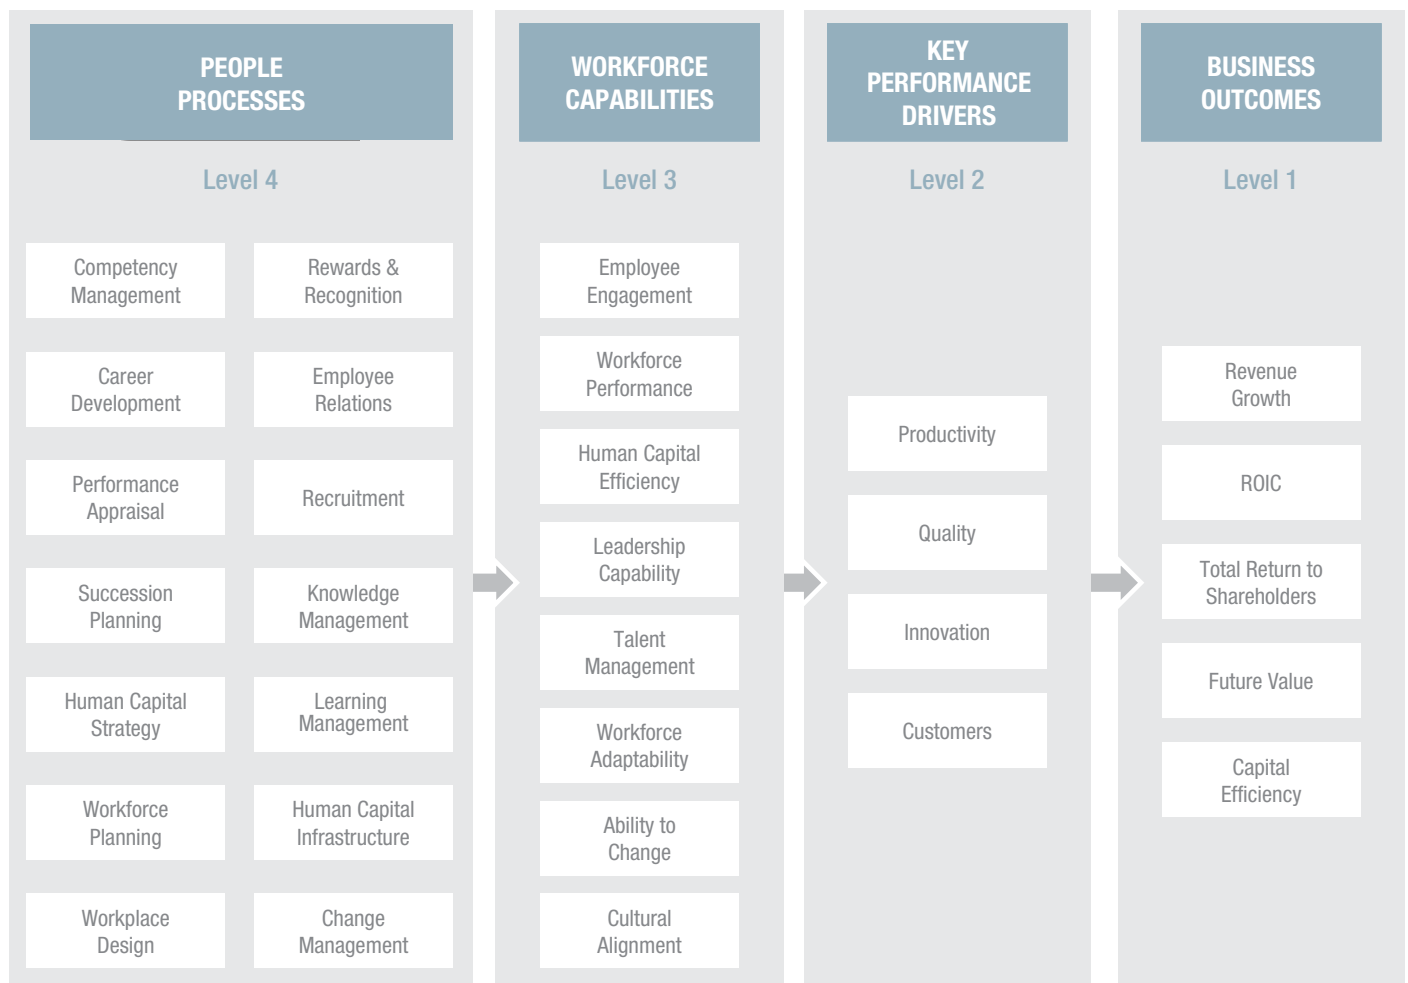 PEOPLE
PROCESSES
Level 4
Competency
Management
Rewards &
Recognition
Career
Development
Employee
Relations
Performance
Appraisal
Recruitment
Succession
Planning
Knowledge
Management
Human Capital
Strategy
Learning
Management
Workforce
Planning
Human Capital
Infrastructure
Workplace
Design
Change
Management
WORKFORCE
CAPABILITIES
Level 3
Employee
Engagement
Workforce
Performance
Human Capital
Efficiency
Leadership
Capability
Talent
Management
Workforce
Adaptability
Ability to
Change
Cultural
Alignment
KEY
PERFORMANCE
DRIVERS
Level 2
Productivity
Quality
Innovation
Customers
BUSINESS
OUTCOMES
Level 1
Revenue
Growth
ROIC
Total Return to
Shareholders
Future Value
Capital
Efficiency